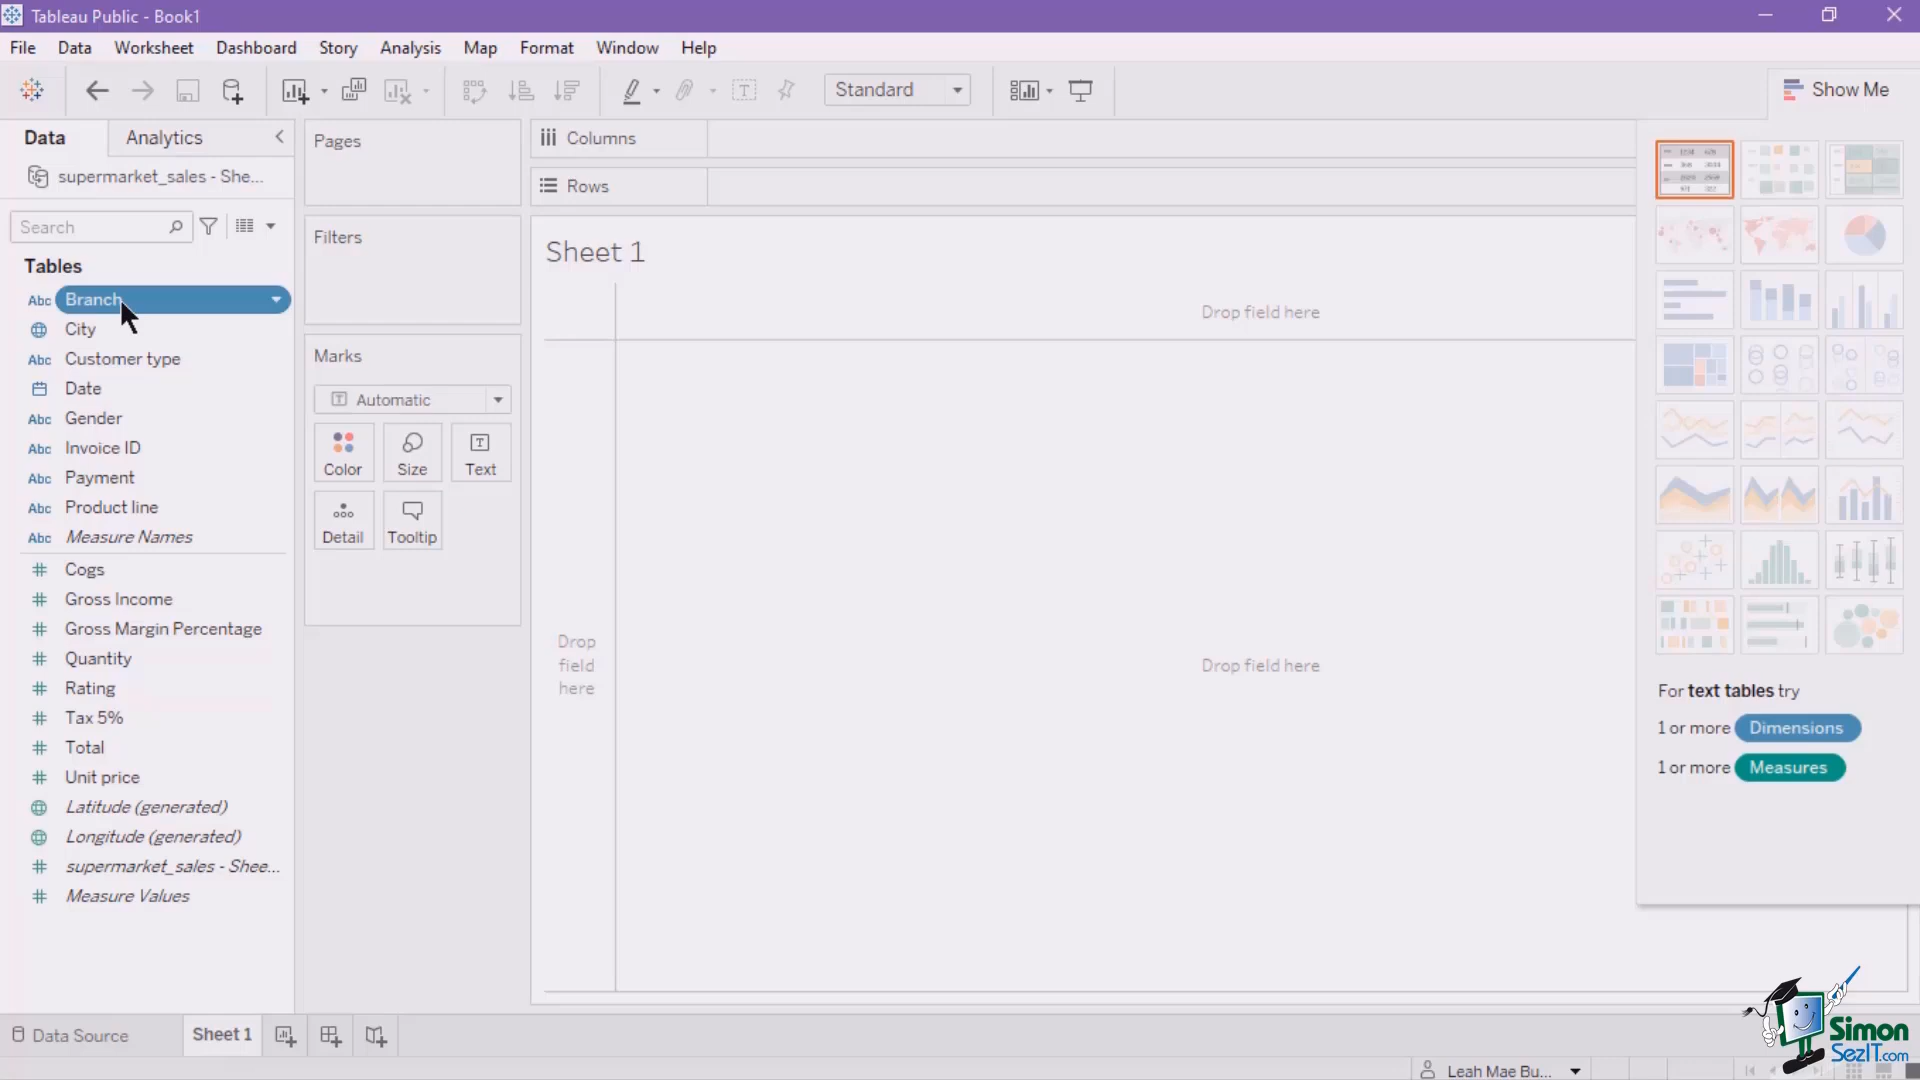 Tableau Public - Book1
File Data Worksheet Dashboard Story Analysis Map Format Window Help
Standard
Show Me
Data Analytics
supermarket_sales - She...
Search
Tables
Abc Branch
City
Abc Customer type
Date
Abc Gender
Abc Invoice ID
Abc Payment
Abc Product line
Abc Measure Names
# Cogs
# Gross Income
# Gross Margin Percentage
# Quantity
# Rating
# Tax 5%
# Total
# Unit price
Latitude (generated)
Longitude (generated)
# supermarket_sales - Shee...
# Measure Values
Pages
Filters
Marks
Automatic
Color Size Text
Detail Tooltip
Columns
Rows
Sheet 1
Drop field here
Drop
field
here
Drop field here
For text tables try
1 or more Dimensions
1 or more Measures
Data Source Sheet 1
Leah Mae Bu...
Simon
SezIT.com